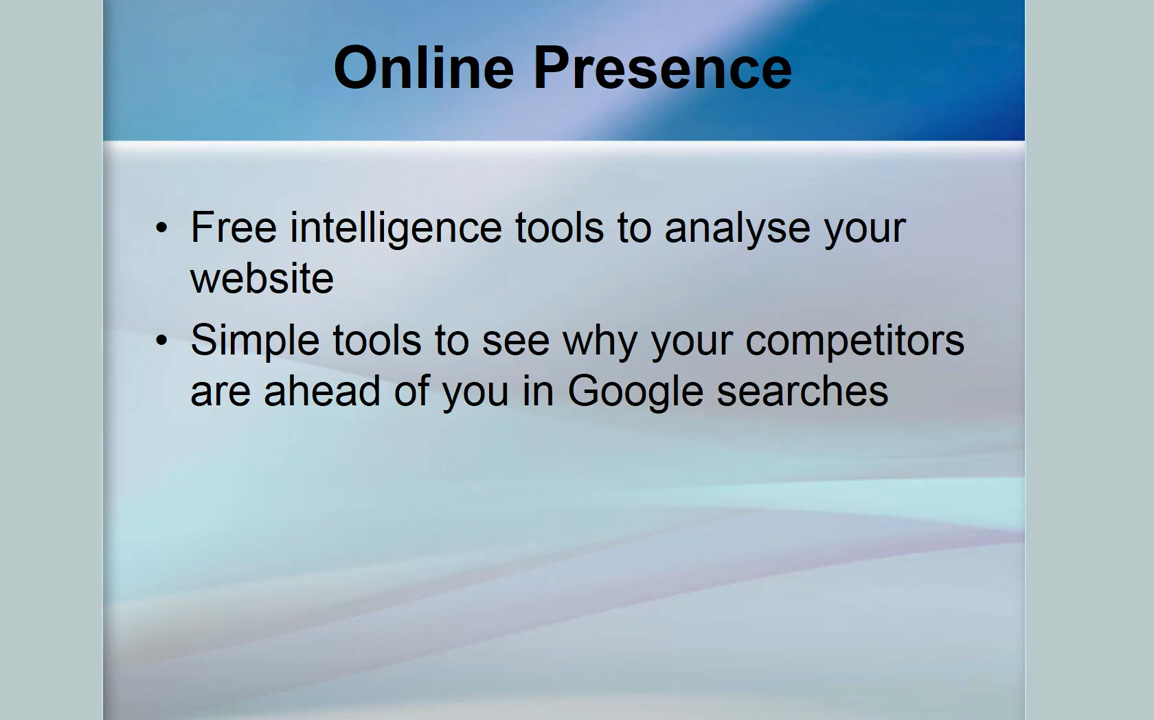 Online Presence
• Free intelligence tools to analyse your
website
• Simple tools to see why your competitors
are ahead of you in Google searches